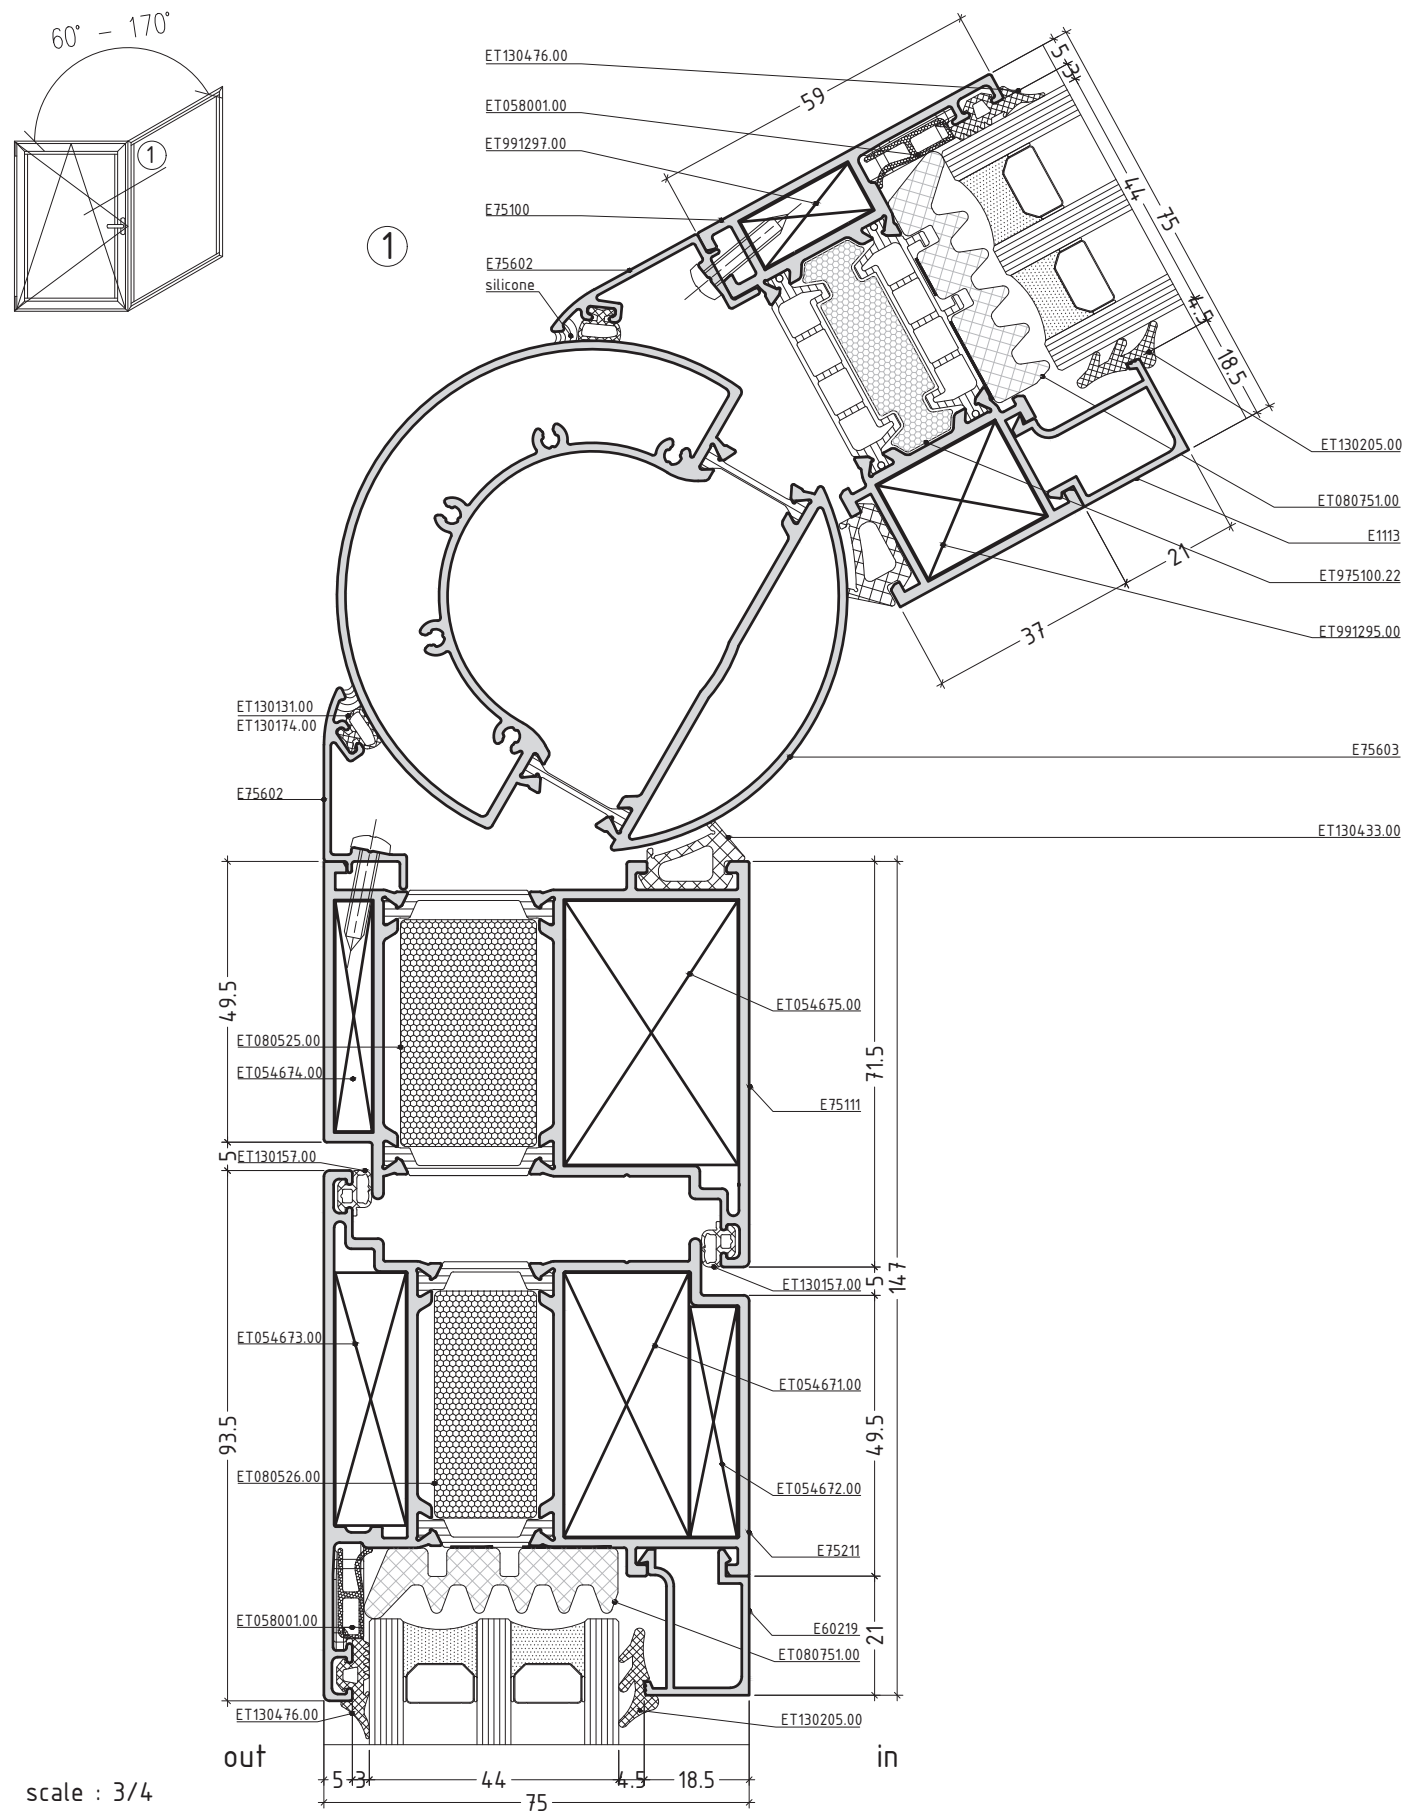 60° - 170°
1
1
ET130476.00
ET058001.00
ET991297.00
E75100
E75602
silicone
59
5
3
44
75
4.5
18.5
ET130205.00
ET080751.00
E1113
ET975100.22
ET991295.00
21
37
ET130131.00
ET130174.00
E75602
E75603
ET130433.00
49.5
ET080525.00
ET054674.00
ET054675.00
71.5
E75111
5
ET130157.00
ET130157.00
5
147
ET054673.00
ET054671.00
93.5
49.5
ET080526.00
ET054672.00
E75211
ET058001.00
E60219
21
ET080751.00
ET130476.00
ET130205.00
out
in
5
3
44
4.5
18.5
75
scale : 3/4